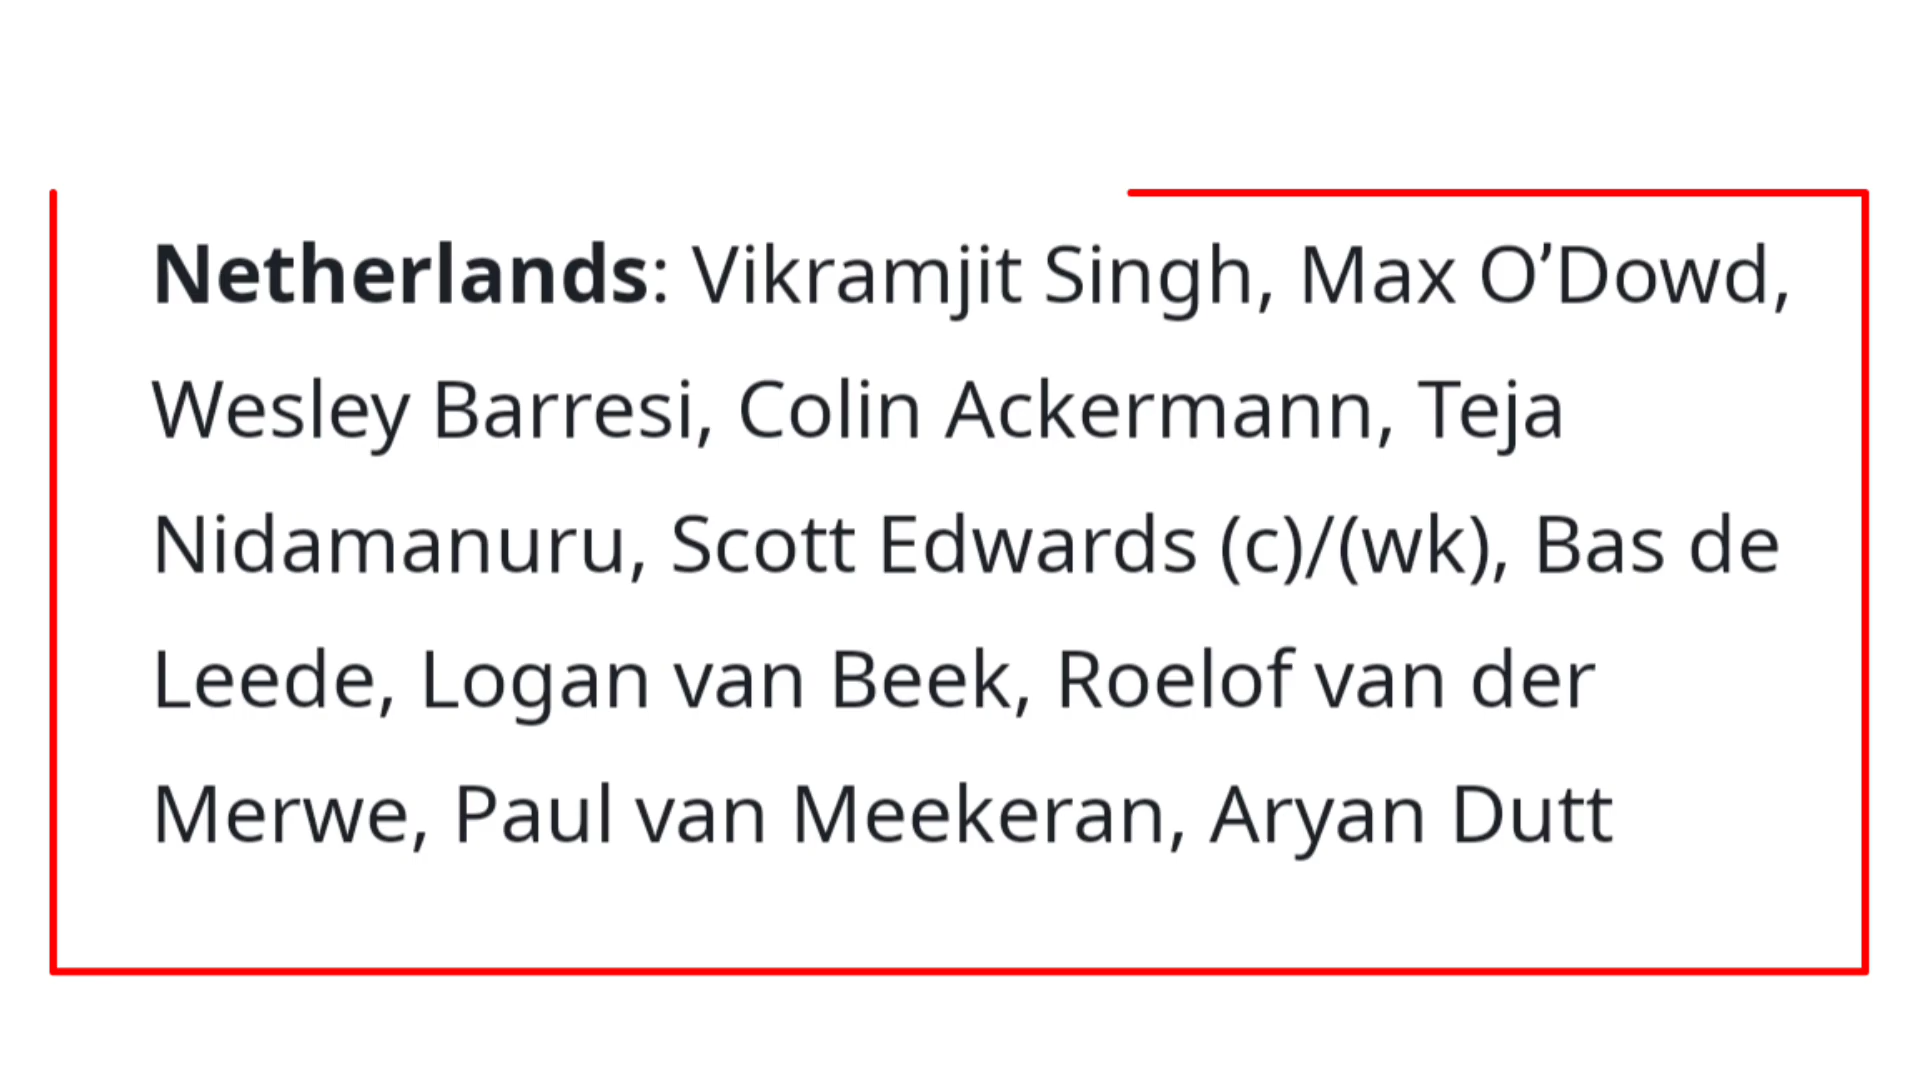 Netherlands: Vikramjit Singh, Max O’Dowd,
Wesley Barresi, Colin Ackermann, Teja
Nidamanuru, Scott Edwards (c)/(wk), Bas de
Leede, Logan van Beek, Roelof van der
Merwe, Paul van Meekeran, Aryan Dutt